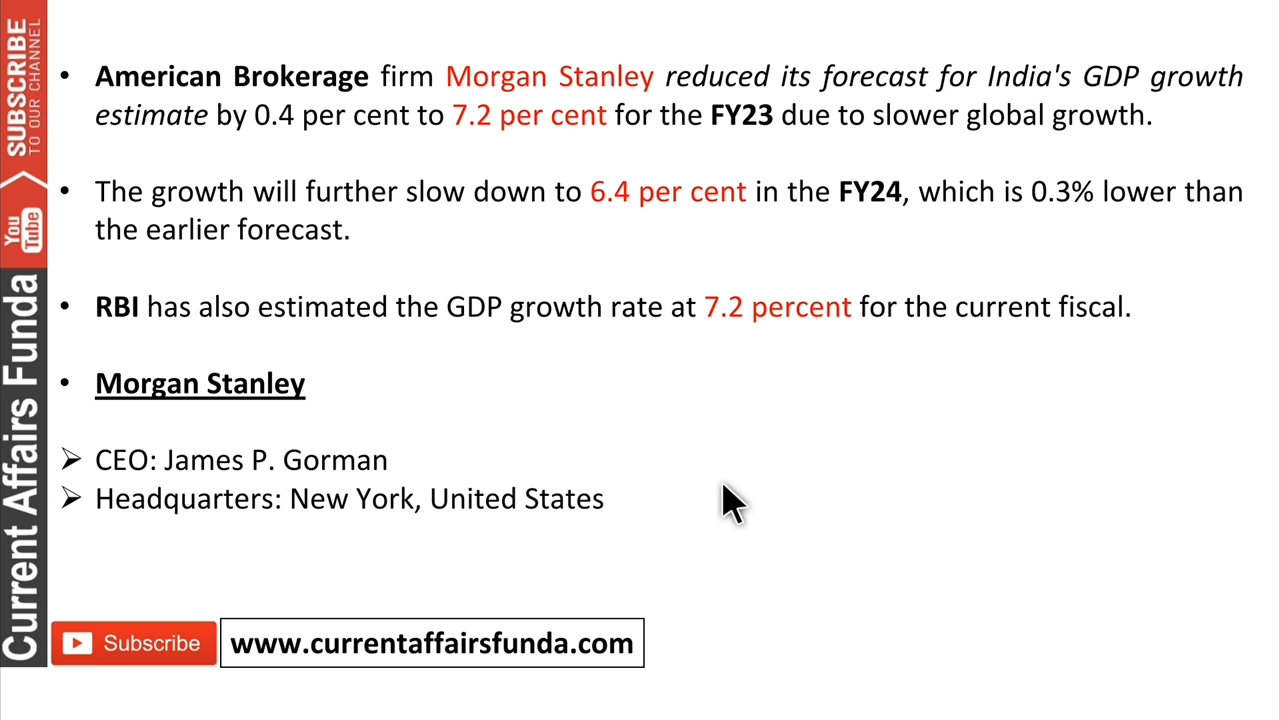 • American Brokerage firm Morgan Stanley reduced its forecast for India's GDP growth
estimate by 0.4 per cent to 7.2 per cent for the FY23 due to slower global growth.
• The growth will further slow down to 6.4 per cent in the FY24, which is 0.3% lower than
the earlier forecast.
• RBI has also estimated the GDP growth rate at 7.2 percent for the current fiscal.
• Morgan Stanley
➢ CEO: James P. Gorman
➢ Headquarters: New York, United States
Subscribe
www.currentaffairsfunda.com
SUBSCRIBE
TO OUR CHANNEL
You
Tube
Current Affairs Funda